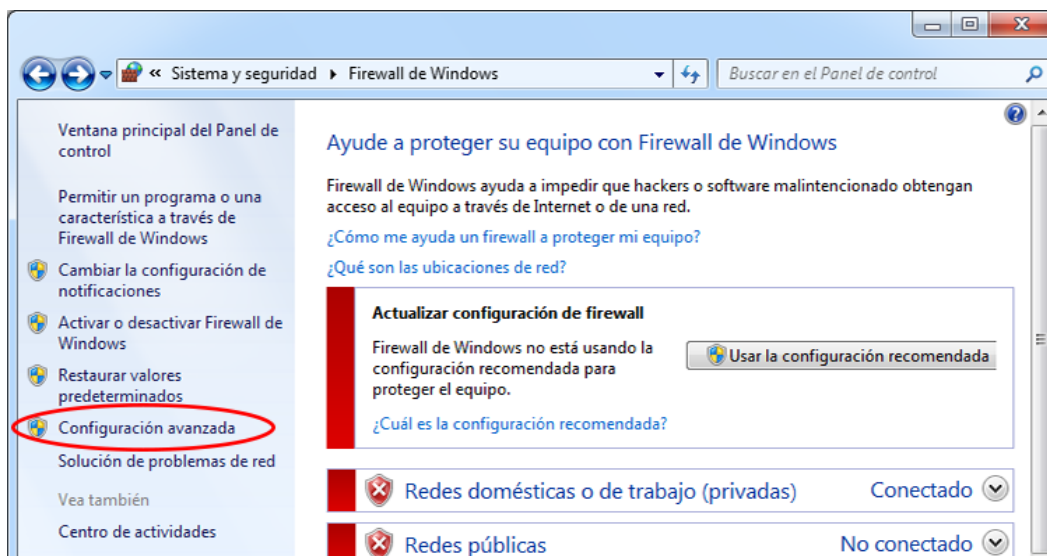 « Sistema y seguridad ▸ Firewall de Windows
Buscar en el Panel de control
Ventana principal del Panel de
control
Permitir un programa o una
característica a través de
Firewall de Windows
Cambiar la configuración de
notificaciones
Activar o desactivar Firewall de
Windows
Restaurar valores
predeterminados
Configuración avanzada
Solución de problemas de red
Vea también
Centro de actividades
Ayude a proteger su equipo con Firewall de Windows
Firewall de Windows ayuda a impedir que hackers o software malintencionado obtengan
acceso al equipo a través de Internet o de una red.
¿Cómo me ayuda un firewall a proteger mi equipo?
¿Qué son las ubicaciones de red?
Actualizar configuración de firewall
Firewall de Windows no está usando la
configuración recomendada para
proteger el equipo.
Usar la configuración recomendada
¿Cuál es la configuración recomendada?
Redes domésticas o de trabajo (privadas) Conectado
Redes públicas No conectado